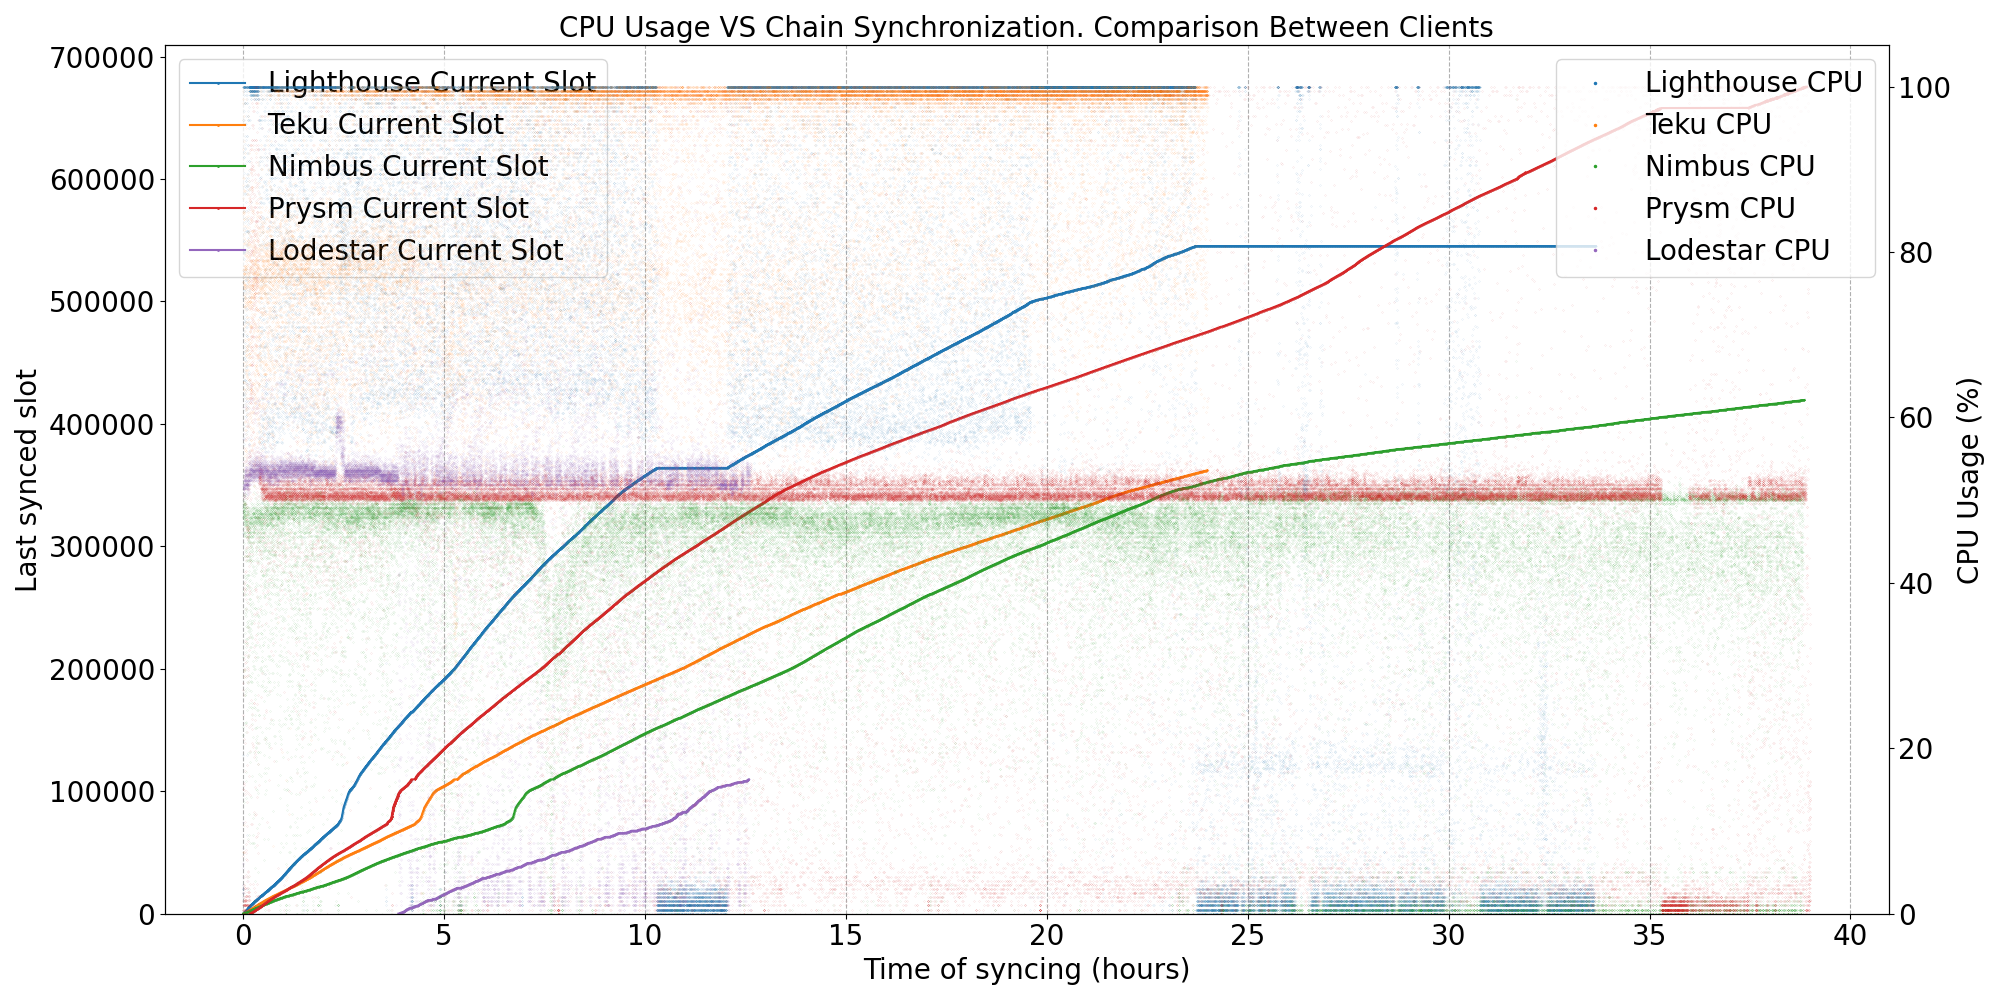 CPU Usage VS Chain Synchronization. Comparison Between Clients
Last synced slot
700000
600000
500000
400000
300000
200000
100000
0
Lighthouse Current Slot
Teku Current Slot
Nimbus Current Slot
Prysm Current Slot
Lodestar Current Slot
Lighthouse CPU
Teku CPU
Nimbus CPU
Prysm CPU
Lodestar CPU
100
80
60
40
20
0
CPU Usage (%)
0 5 10 15 20 25 30 35 40
Time of syncing (hours)